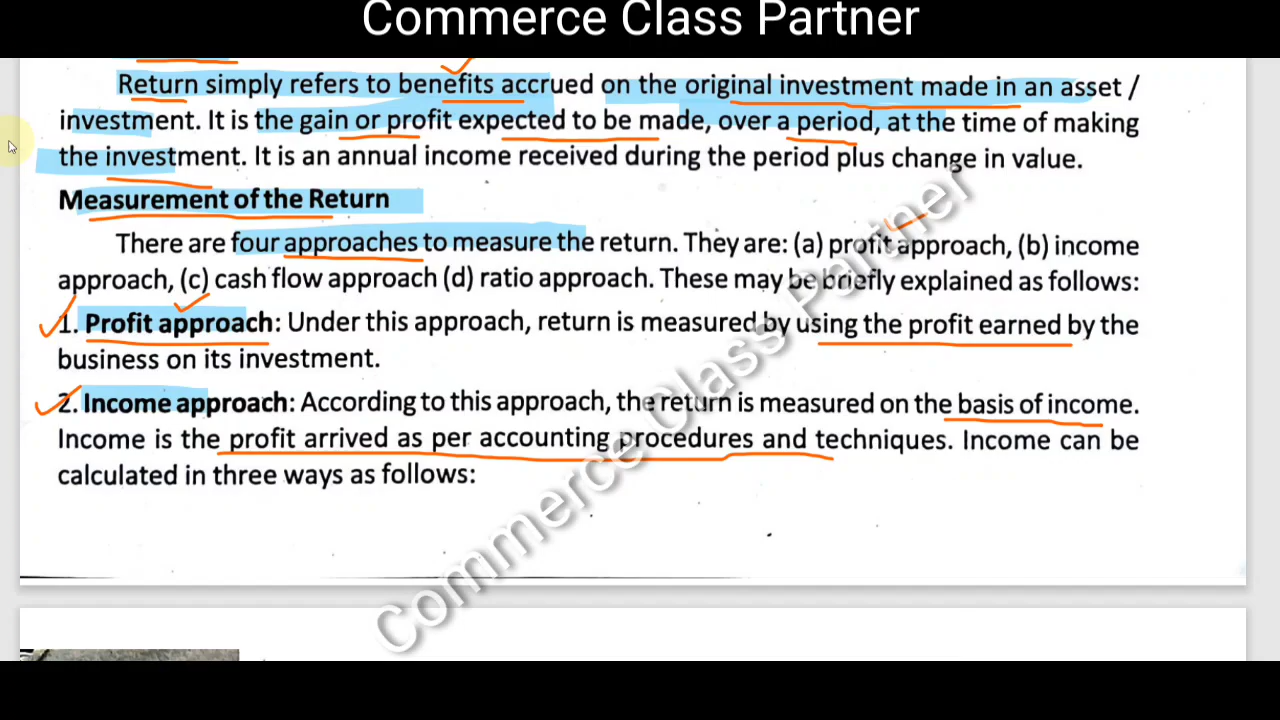 Commerce Class Partner
Return simply refers to benefits accrued on the original investment made in an asset /
investment. It is the gain or profit expected to be made, over a period, at the time of making
the investment. It is an annual income received during the period plus change in value.
Measurement of the Return
There are four approaches to measure the return. They are: (a) profit approach, (b) income
approach, (c) cash flow approach (d) ratio approach. These may be briefly explained as follows:
1. Profit approach: Under this approach, return is measured by using the profit earned by the
business on its investment.
2. Income approach: According to this approach, the return is measured on the basis of income.
Income is the profit arrived as per accounting procedures and techniques. Income can be
calculated in three ways as follows:
Commerce Class Partner